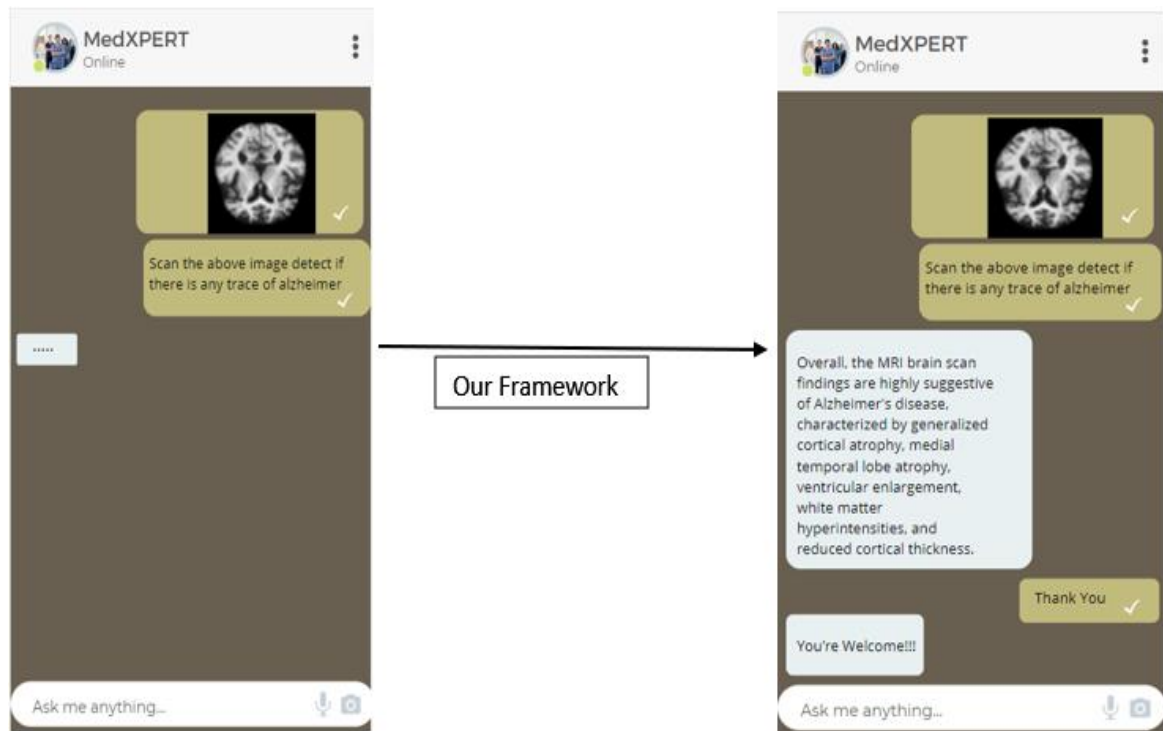 MedXPERT
Online
Scan the above image detect if
there is any trace of alzheimer
.....
Ask me anything...
Our Framework
MedXPERT
Online
Scan the above image detect if
there is any trace of alzheimer
Overall, the MRI brain scan
findings are highly suggestive
of Alzheimer's disease,
characterized by generalized
cortical atrophy, medial
temporal lobe atrophy,
ventricular enlargement,
white matter
hyperintensities, and
reduced cortical thickness.
Thank You
You're Welcome!!!
Ask me anything...